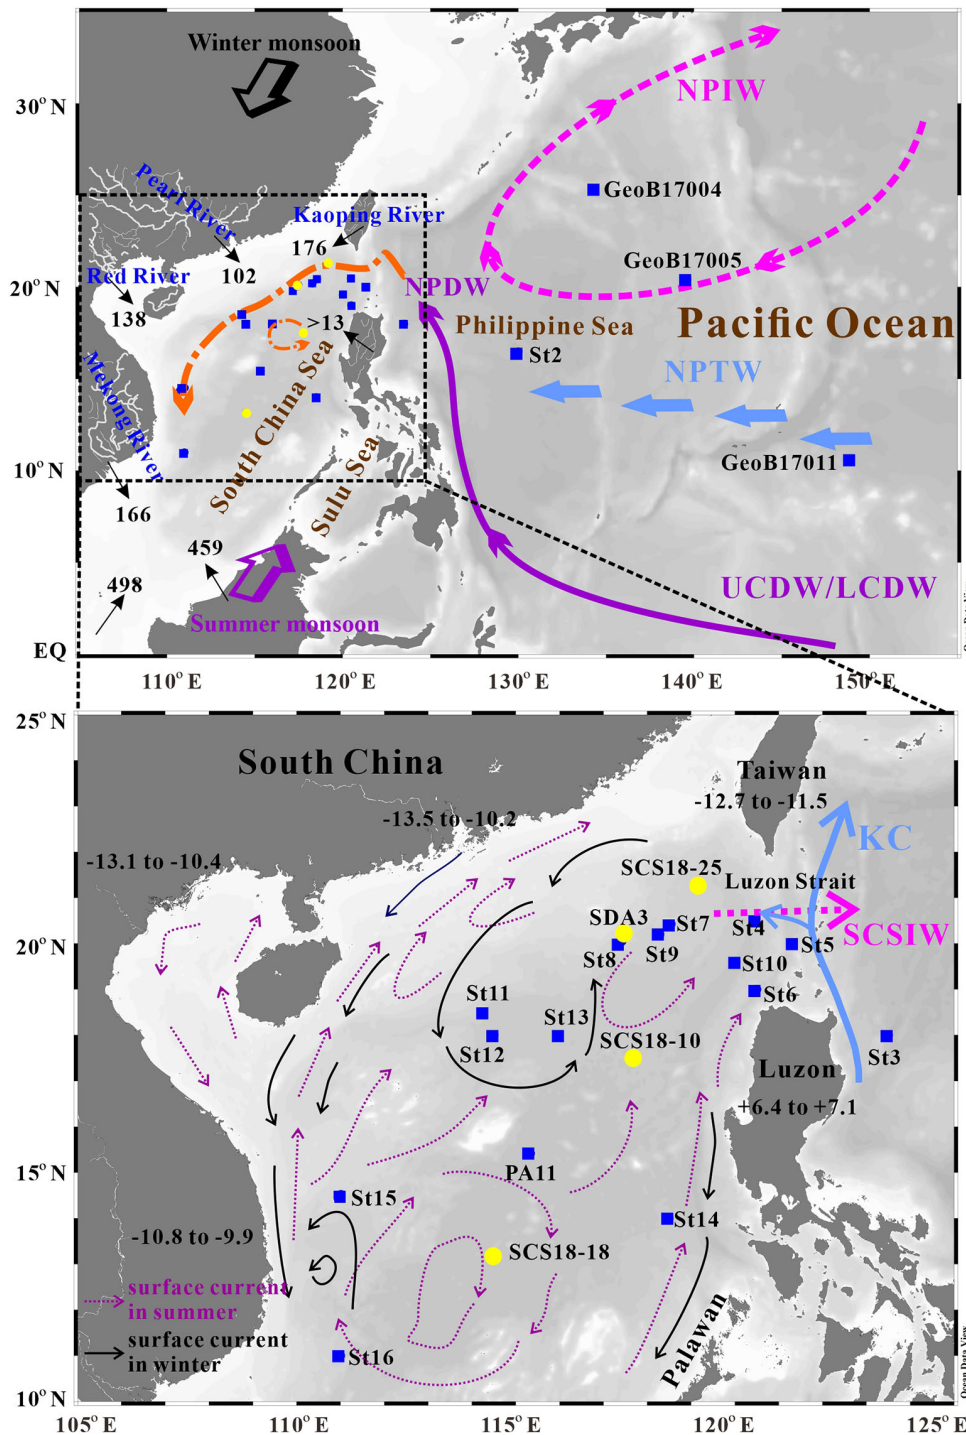 Winter monsoon
30° N
NPIW
Pearl River
GeoB17004
Kaoping River
176
102
Red River
GeoB17005
20° N
NPDW
138
>13
Philippine Sea
Pacific Ocean
St2
NPTW
Mekong River
South China Sea
Sulu Sea
GeoB17011
10° N
166
459
498
UCDW/LCDW
Summer monsoon
EQ
110° E
120° E
130° E
140° E
150° E
25° N
South China
Taiwan
-12.7 to -11.5
-13.5 to -10.2
KC
-13.1 to -10.4
SCS18-25
Luzon Strait
SDA3
St7
St4
SCSIW
20° N
St8
St9
St5
St10
St6
St11
St13
St12
SCS18-10
St3
Luzon
+6.4 to +7.1
15° N
PA11
St15
St14
-10.8 to -9.9
SCS18-18
surface current
in summer
surface current
in winter
St16
Palawan
Ocean Data View
10° N
105° E
110° E
115° E
120° E
125° E